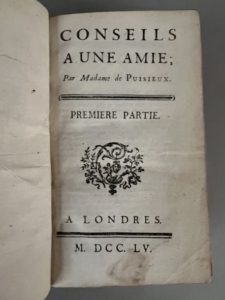 CONSEILS
A UNE AMIE;
Par Madame de PUISIEUX.
PREMIERE PARTIE.
A LONDRES.
M. DCC. LV.